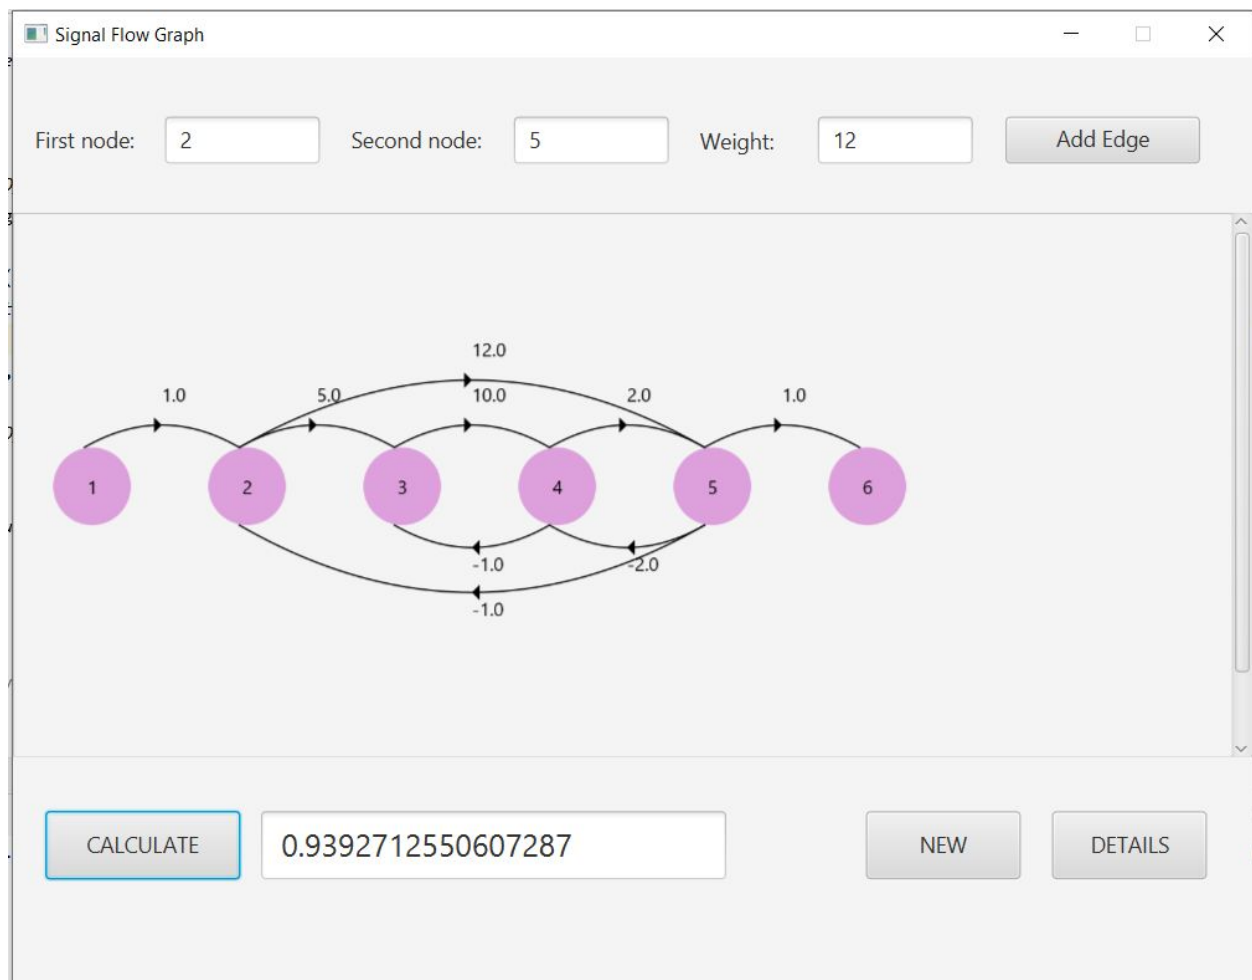 Signal Flow Graph
First node: 2 Second node: 5 Weight: 12 Add Edge
12.0
1.0 5.0 10.0 2.0 1.0
1 2 3 4 5 6
-1.0 -2.0
-1.0
CALCULATE 0.9392712550607287 NEW DETAILS